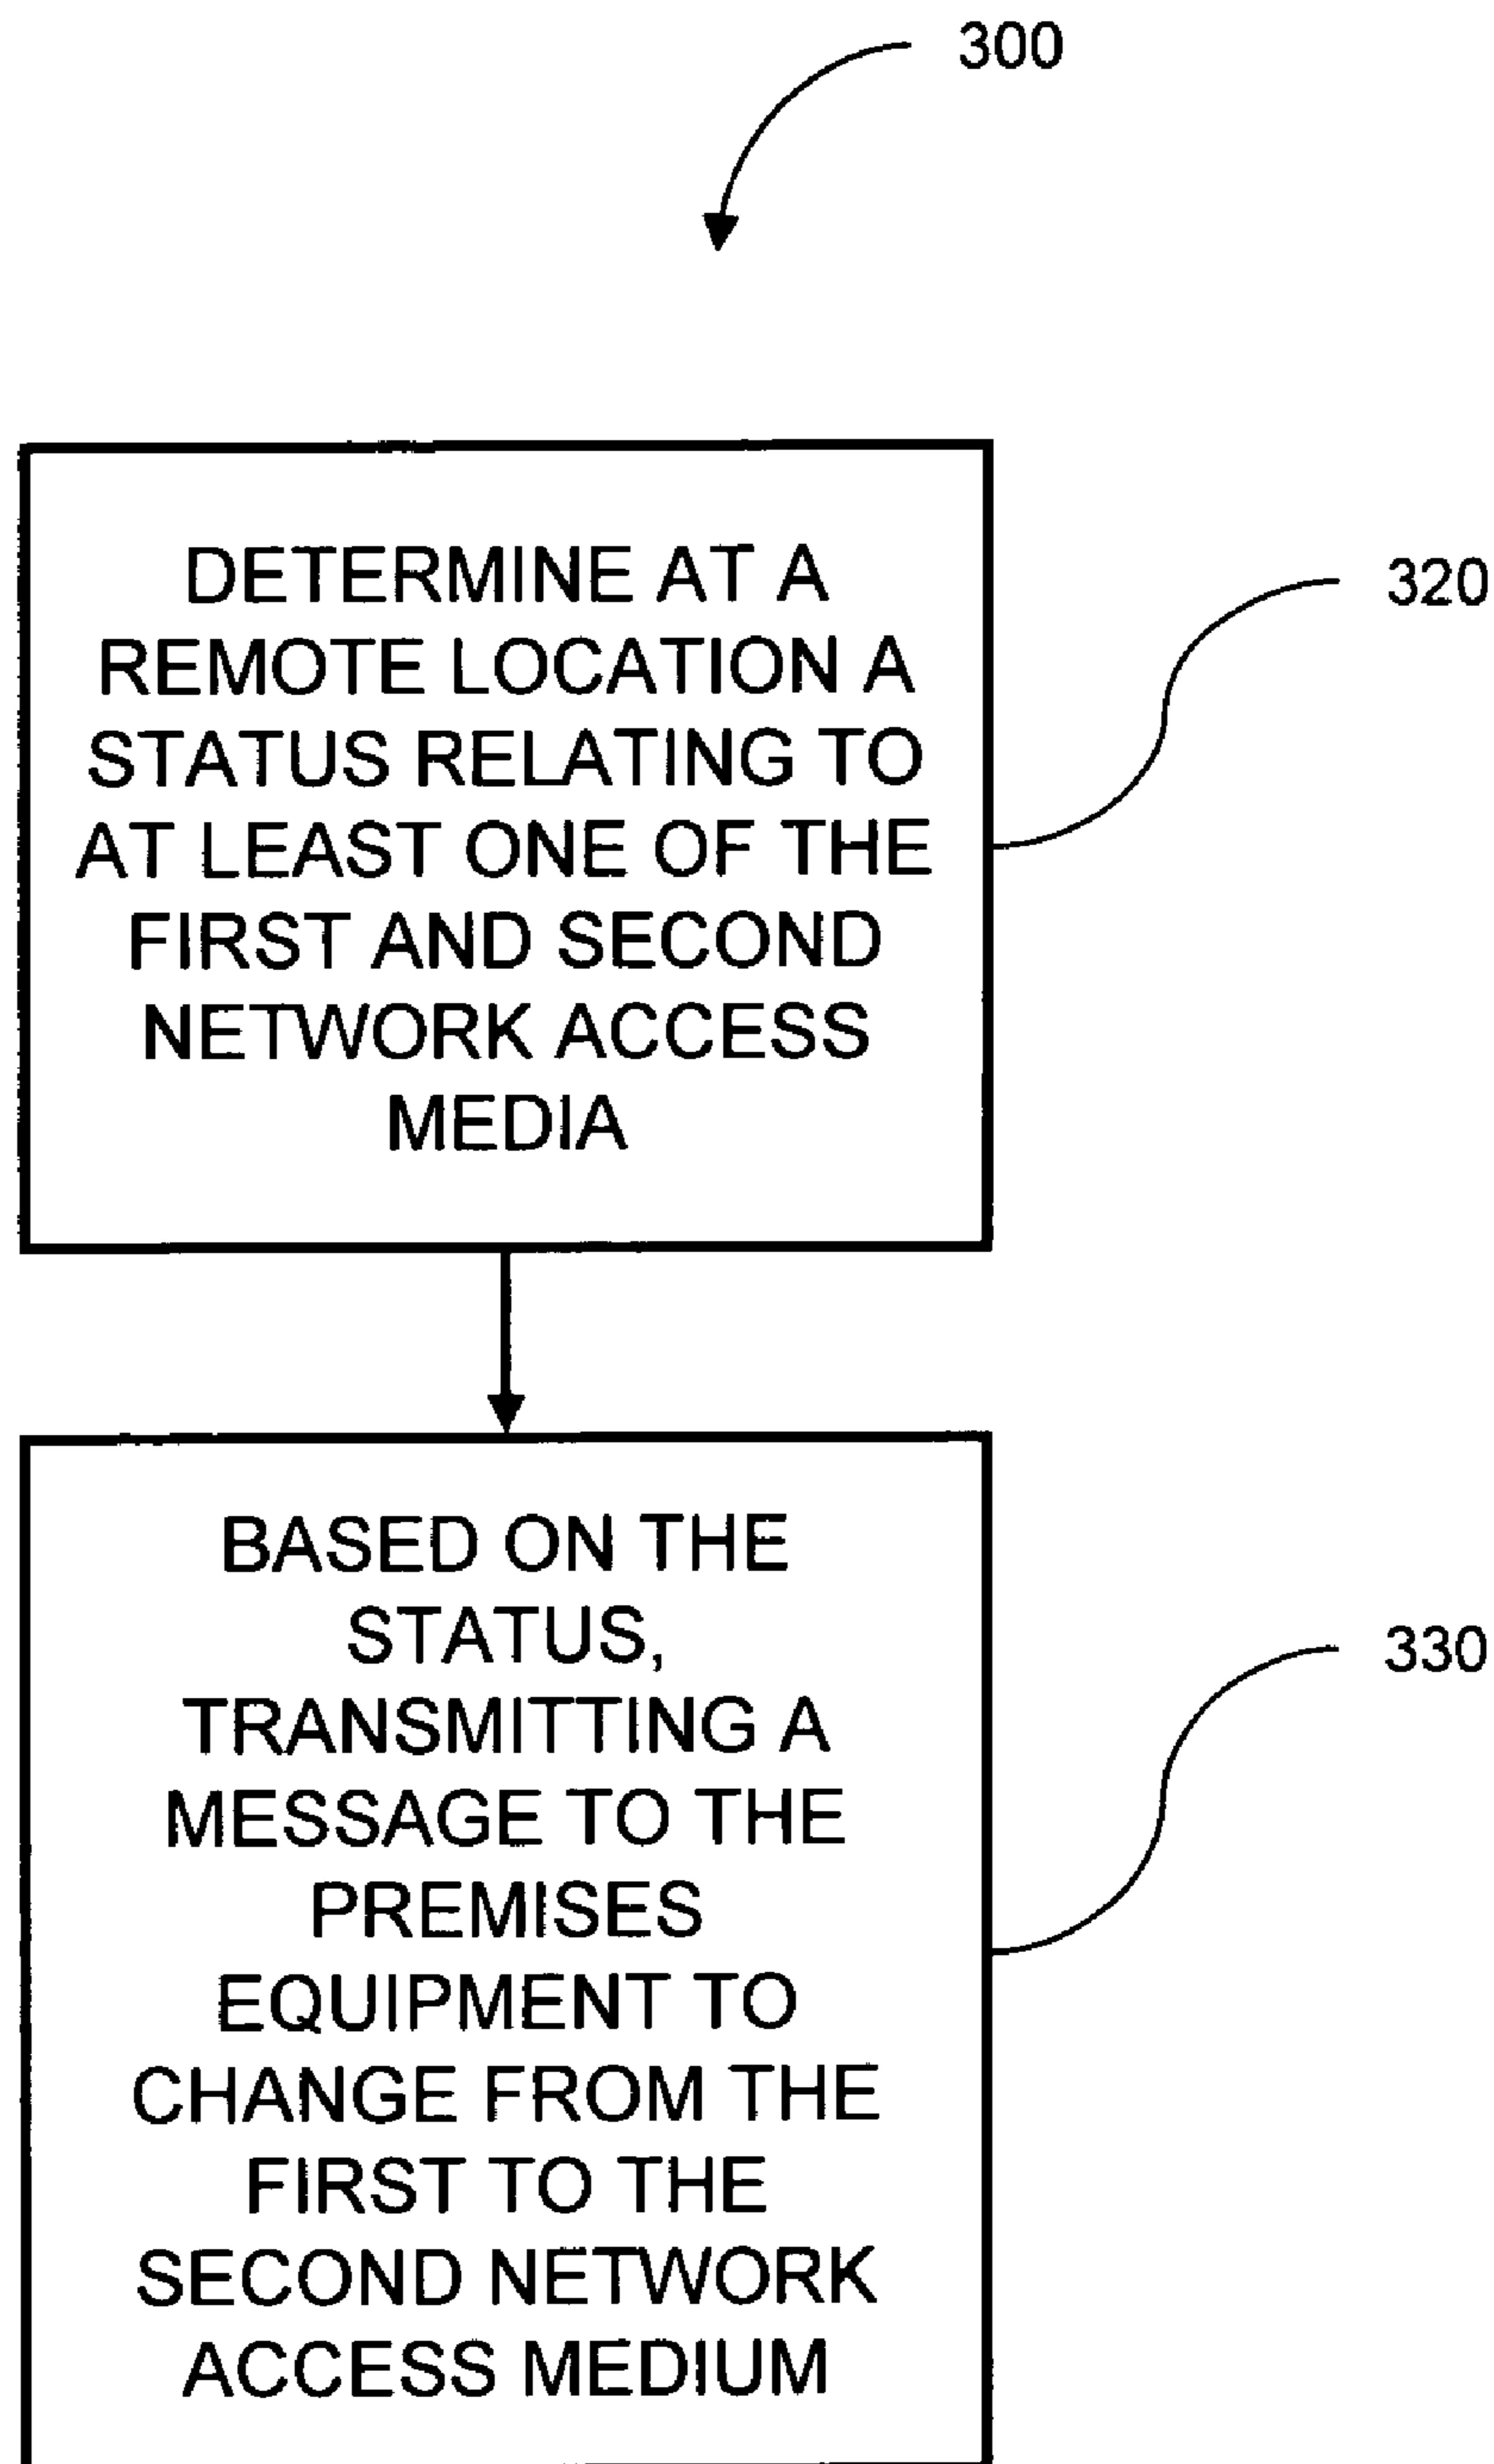 300
DETERMINE AT A
REMOTE LOCATION A
STATUS RELATING TO
AT LEAST ONE OF THE
FIRST AND SECOND
NETWORK ACCESS
MEDIA
320
BASED ON THE
STATUS,
TRANSMITTING A
MESSAGE TO THE
PREMISES
EQUIPMENT TO
CHANGE FROM THE
FIRST TO THE
SECOND NETWORK
ACCESS MEDIUM
330